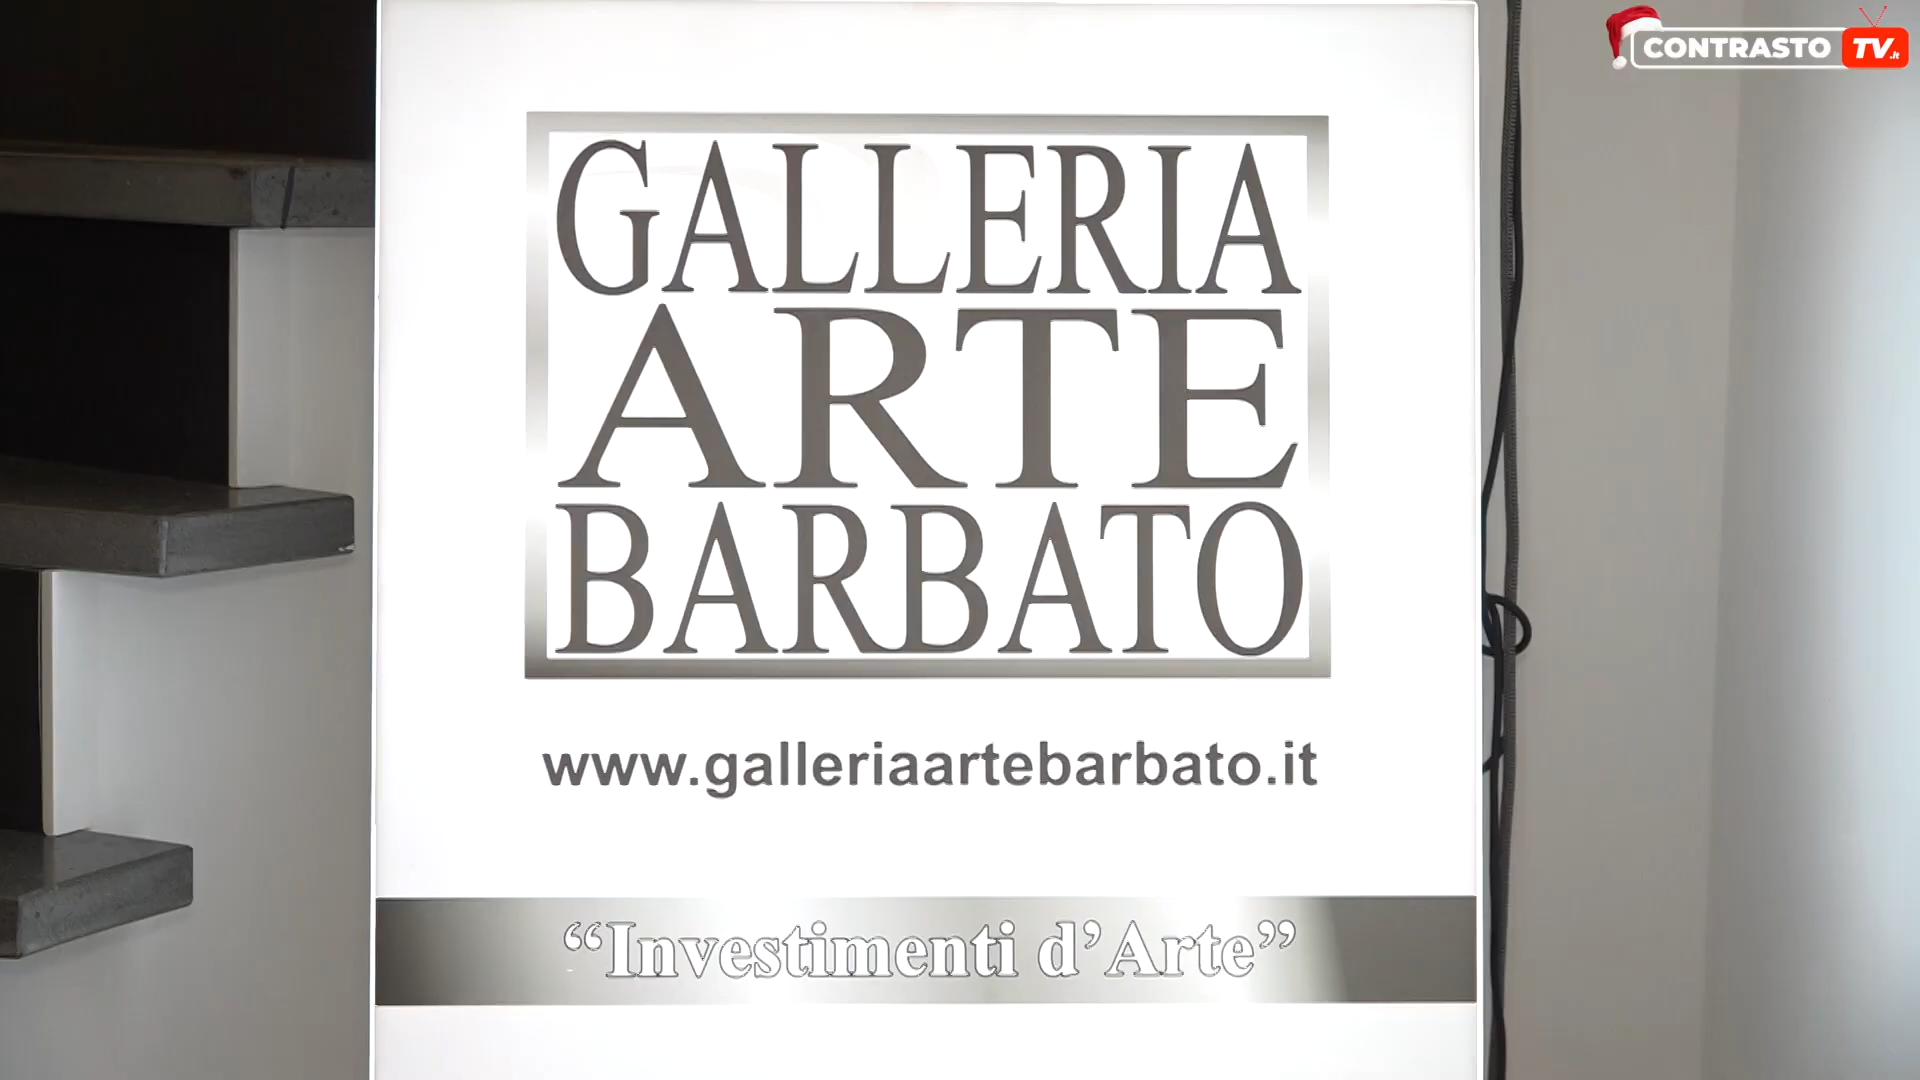 CONTRASTO TV.it
GALLERIA
ARTE
BARBATO
www.galleriaartebarbato.it
“Investimenti d’Arte”